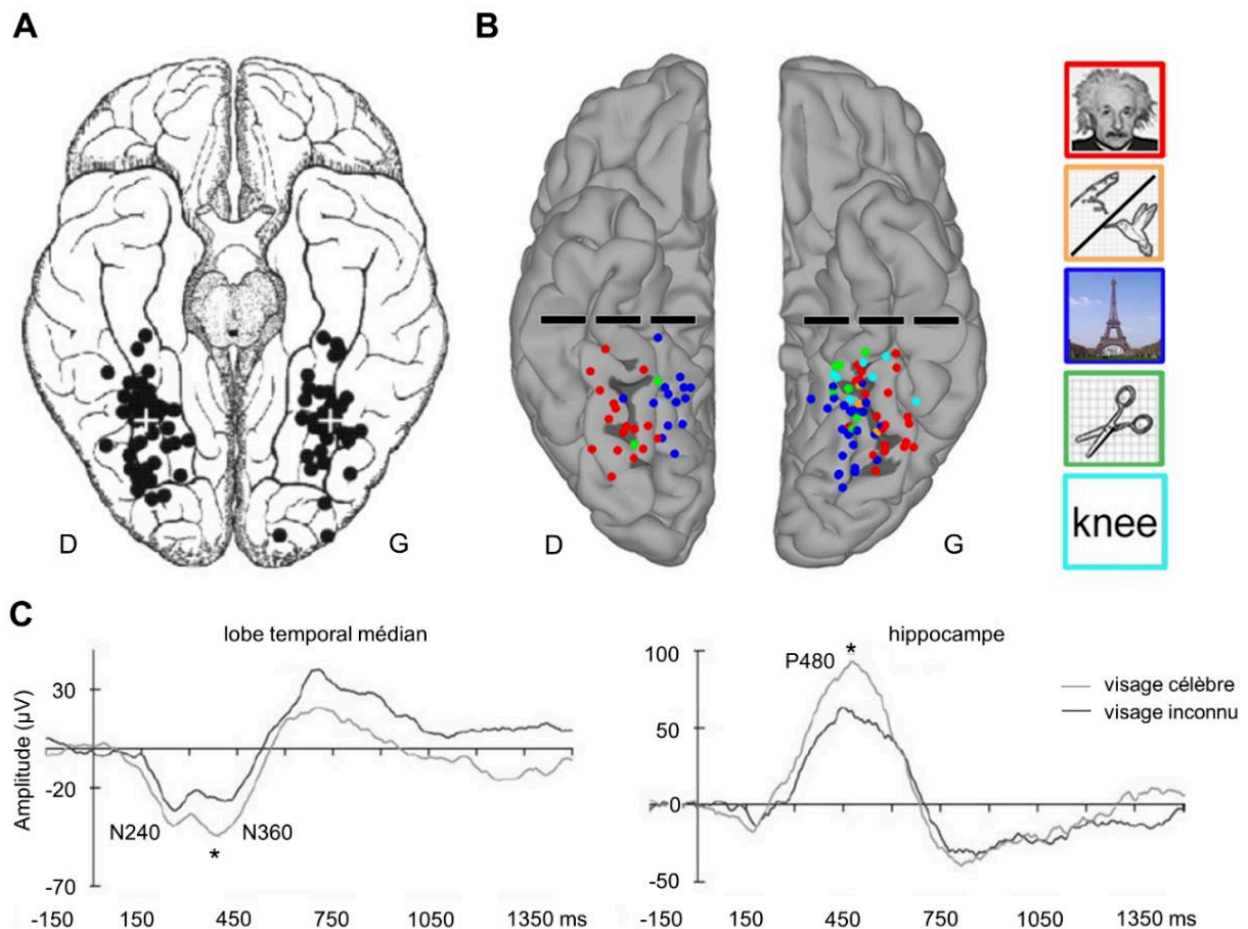 A
B
D
G
D
G
knee
C
lobe temporal médian
hippocampe
Amplitude (µV)
30
-20
-70
N240
N360
*
-150
150
450
750
1050
1350 ms
100
50
0
-50
P480
*
visage célèbre
visage inconnu
-150
150
450
750
1050
1350 ms